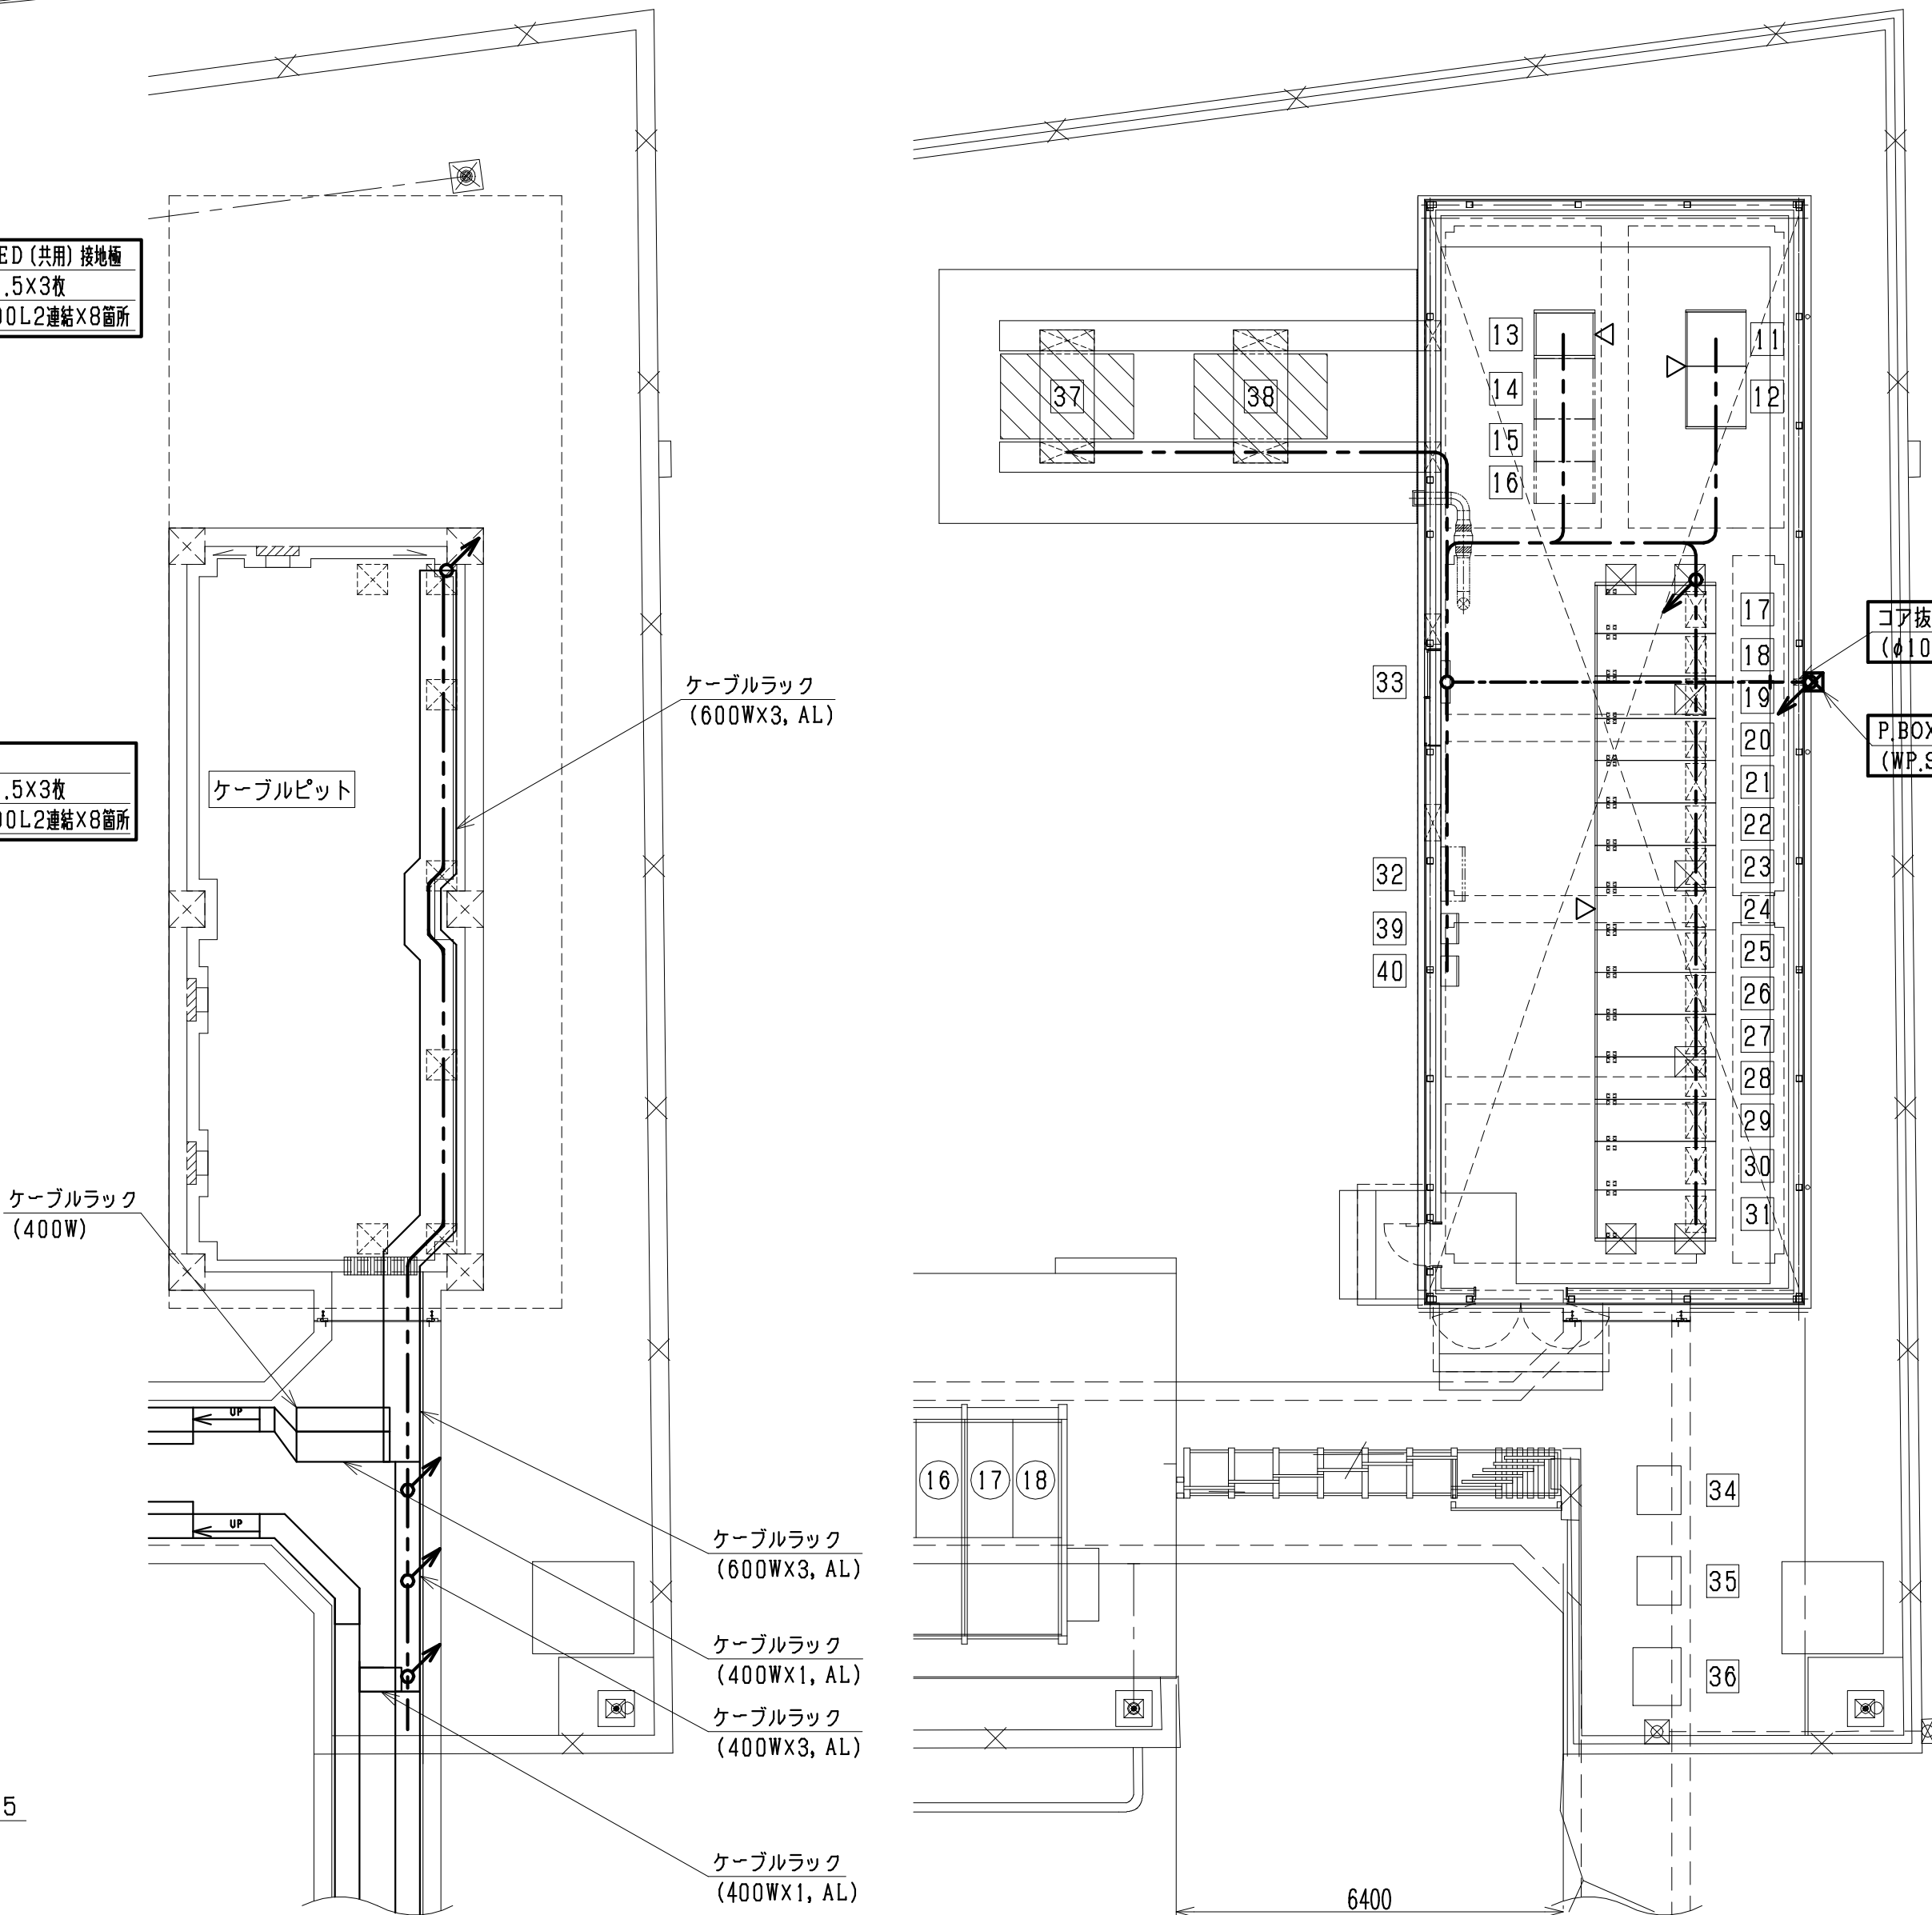 ED(共用)接地極
.5X3枚
00L2連結X8箇所
.5X3枚
00L2連結X8箇所
ケーブルピット
ケーブルラック
(600WX3, AL)
ケーブルラック
(400W)
UP
UP
ケーブルラック
(600WX3, AL)
ケーブルラック
(400WX1, AL)
ケーブルラック
(400WX3, AL)
ケーブルラック
(400WX1, AL)
5
37
38
13
14
15
16
11
12
17
18
19
20
21
22
23
24
25
26
27
28
29
30
31
33
32
39
40
コア抜
(φ10
P.BOX
(WP.S
16
17
18
34
35
36
6400